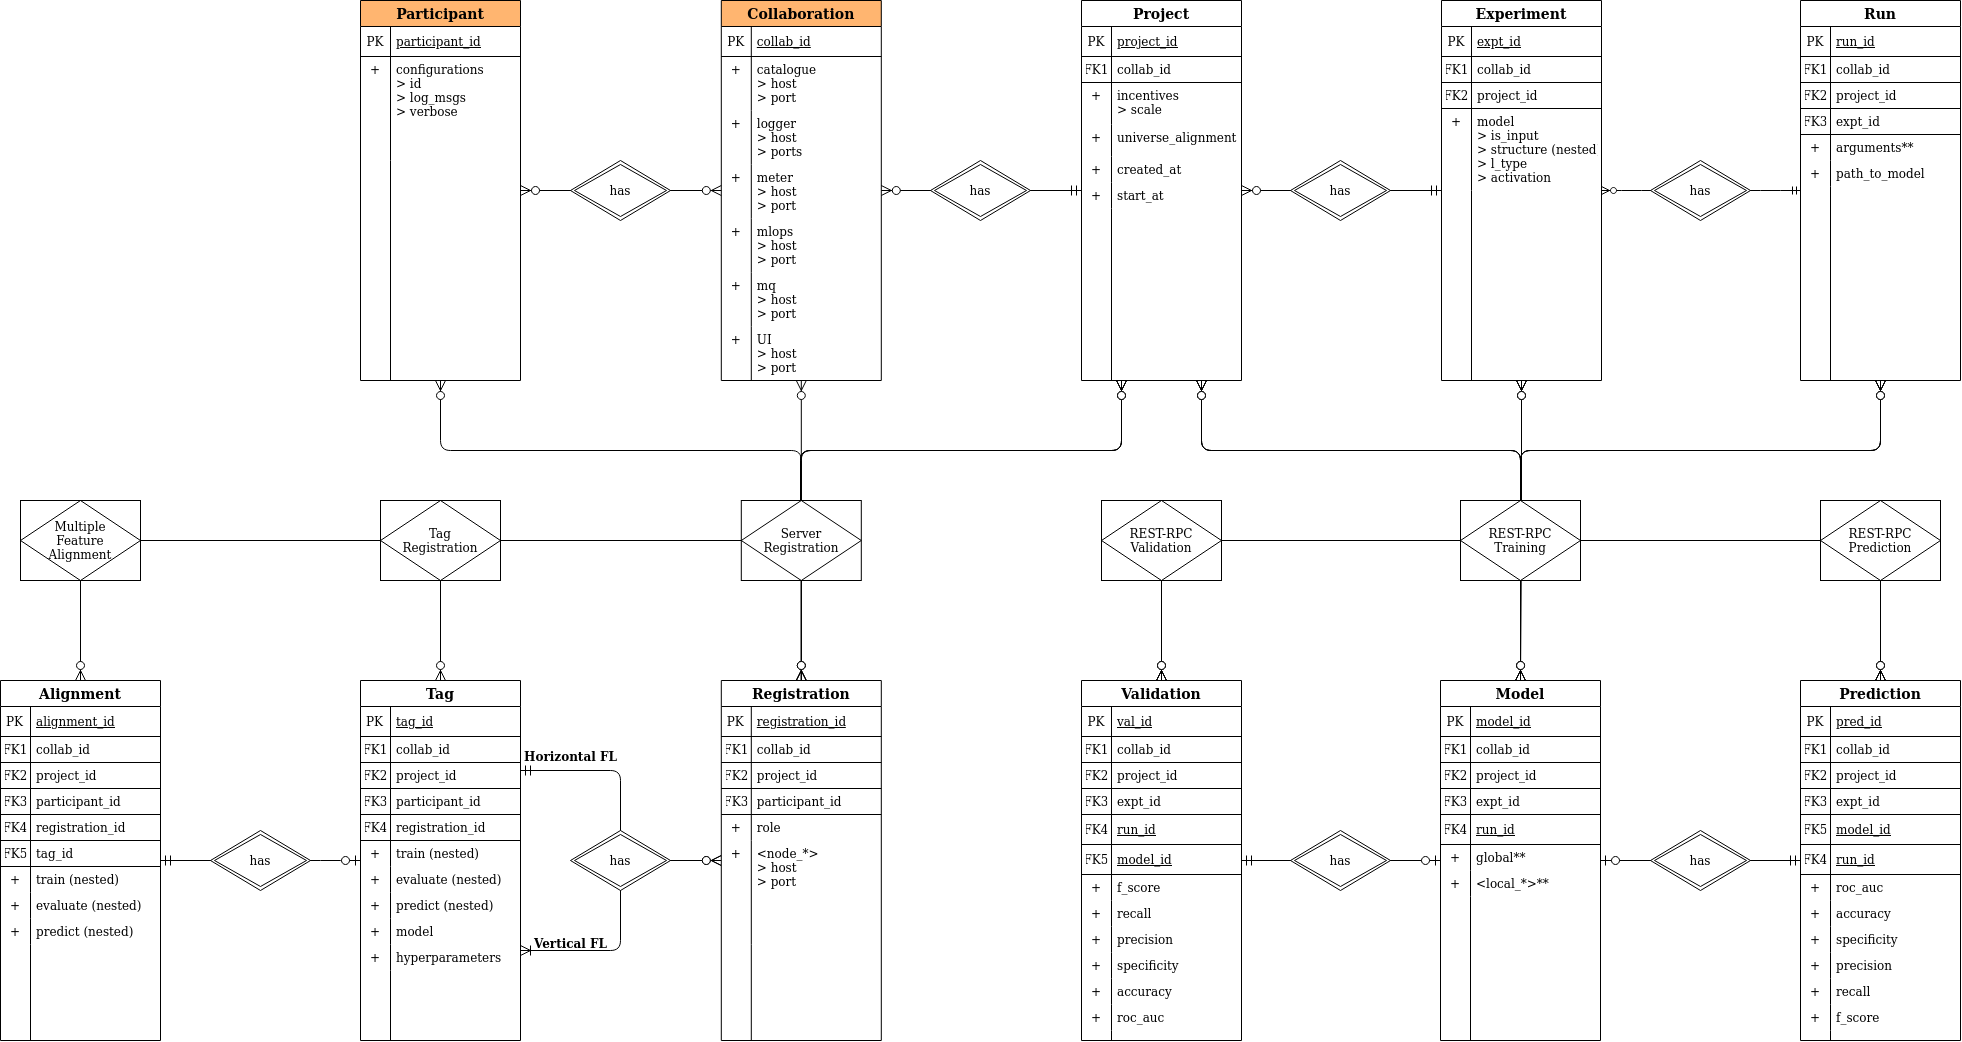 Participant
PK participant_id
+ configurations
> id
> log_msgs
> verbose
has
Collaboration
PK collab_id
+ catalogue
> host
> port
+ logger
> host
> ports
+ meter
> host
> port
+ mlops
> host
> port
+ mq
> host
> port
+ UI
> host
> port
has
Project
PK project_id
FK1 collab_id
+ incentives
> scale
+ universe_alignment
+ created_at
+ start_at
has
Experiment
PK expt_id
FK1 collab_id
FK2 project_id
+ model
> is_input
> structure (nested
> l_type
> activation
has
Run
PK run_id
FK1 collab_id
FK2 project_id
FK3 expt_id
+ arguments**
+ path_to_model
Multiple
Feature
Alignment
Tag
Registration
Server
Registration
REST-RPC
Validation
REST-RPC
Training
REST-RPC
Prediction
Alignment
PK alignment_id
FK1 collab_id
FK2 project_id
FK3 participant_id
FK4 registration_id
FK5 tag_id
+ train (nested)
+ evaluate (nested)
+ predict (nested)
has
Tag
PK tag_id
FK1 collab_id
FK2 project_id
FK3 participant_id
FK4 registration_id
+ train (nested)
+ evaluate (nested)
+ predict (nested)
+ model
+ hyperparameters
Horizontal FL
has
Vertical FL
Registration
PK registration_id
FK1 collab_id
FK2 project_id
FK3 participant_id
+ role
+ <node_*>
> host
> port
Validation
PK val_id
FK1 collab_id
FK2 project_id
FK3 expt_id
FK4 run_id
FK5 model_id
+ f_score
+ recall
+ precision
+ specificity
+ accuracy
+ roc_auc
has
Model
PK model_id
FK1 collab_id
FK2 project_id
FK3 expt_id
FK4 run_id
+ global**
+ <local_*>**
has
Prediction
PK pred_id
FK1 collab_id
FK2 project_id
FK3 expt_id
FK5 model_id
FK4 run_id
+ roc_auc
+ accuracy
+ specificity
+ precision
+ recall
+ f_score